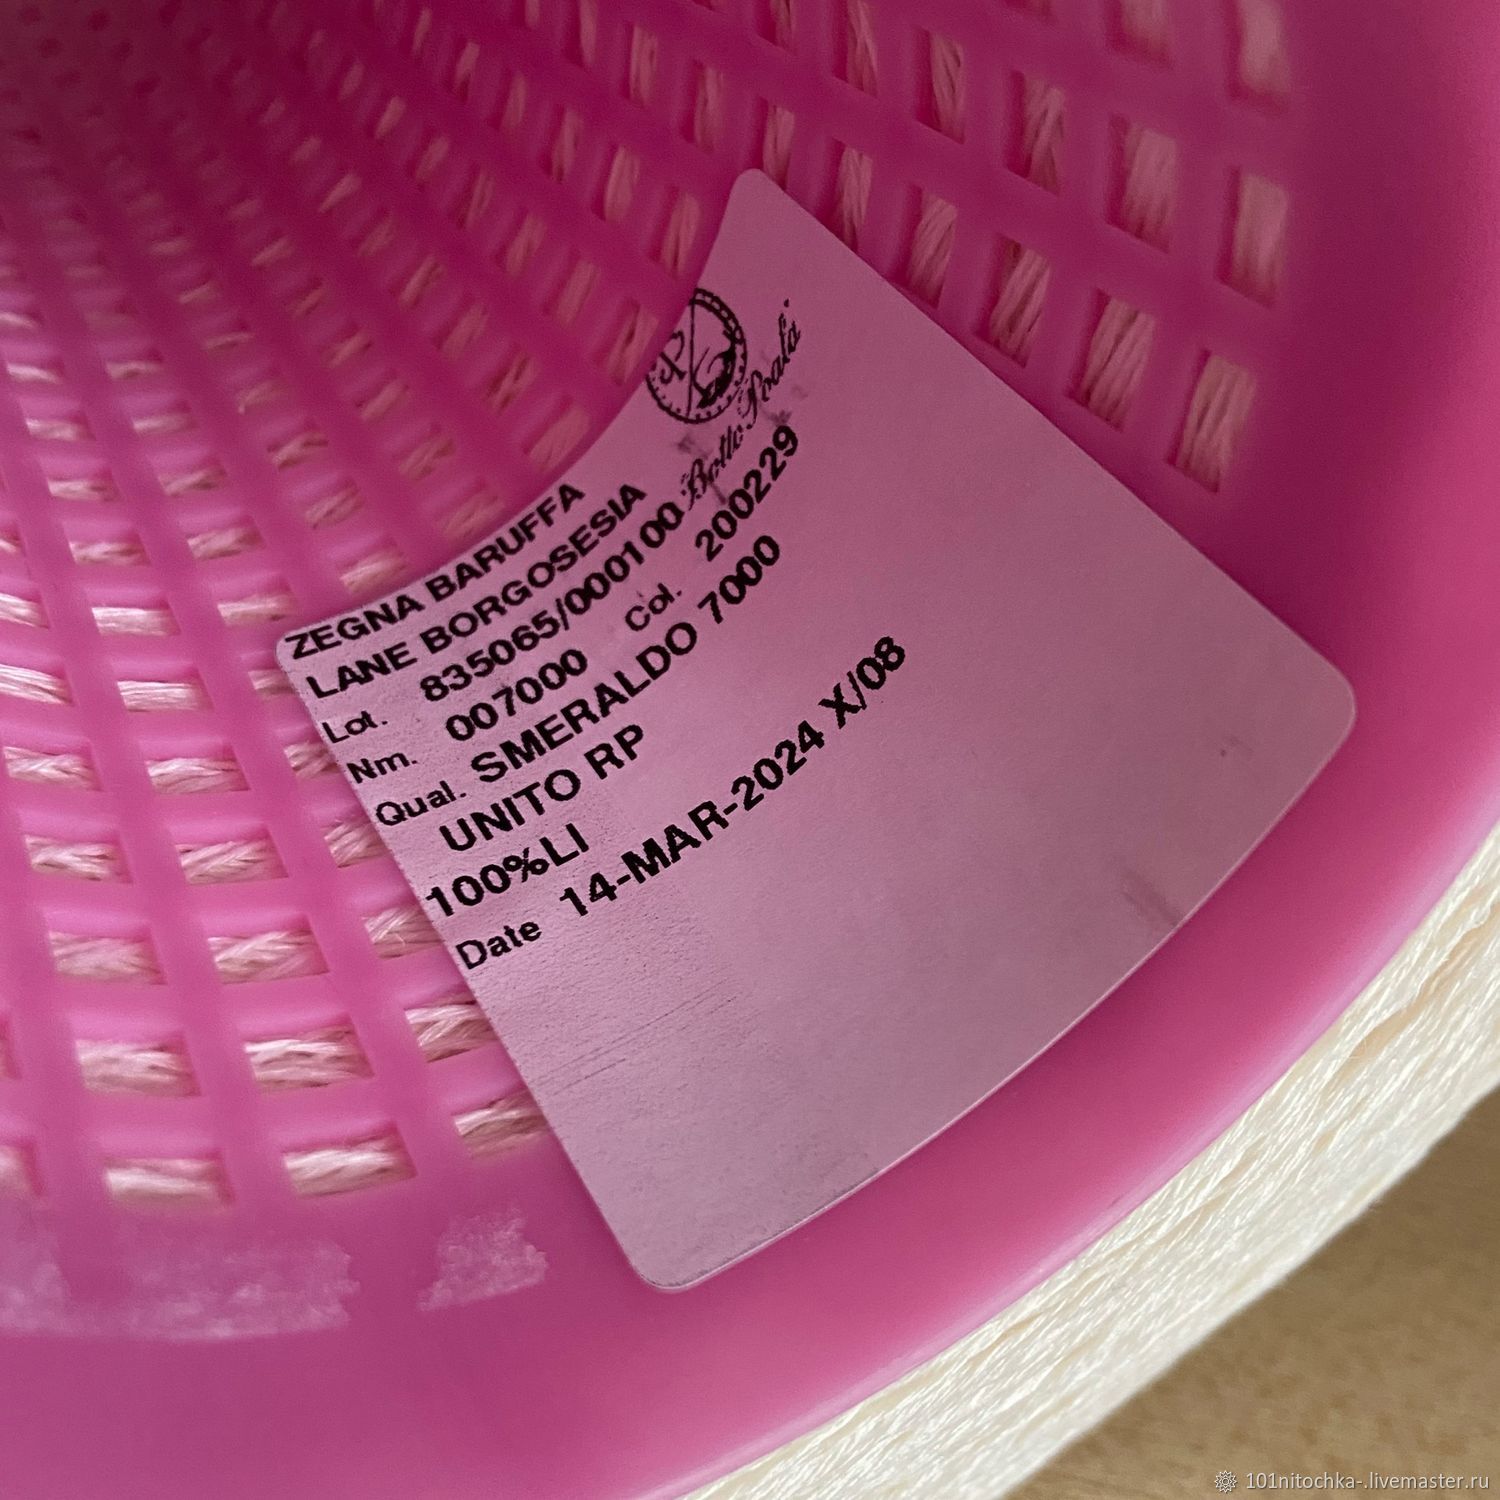 Botto Poala
ZEGNA BARUFFA
LANE BORGOSESIA
Lot. 835065/000100
Nm. 007000 Col. 200229
Qual. SMERALDO 7000
UNITO RP
100%LI
Date 14-MAR-2024 X/08
101nitochka-.livemaster.ru